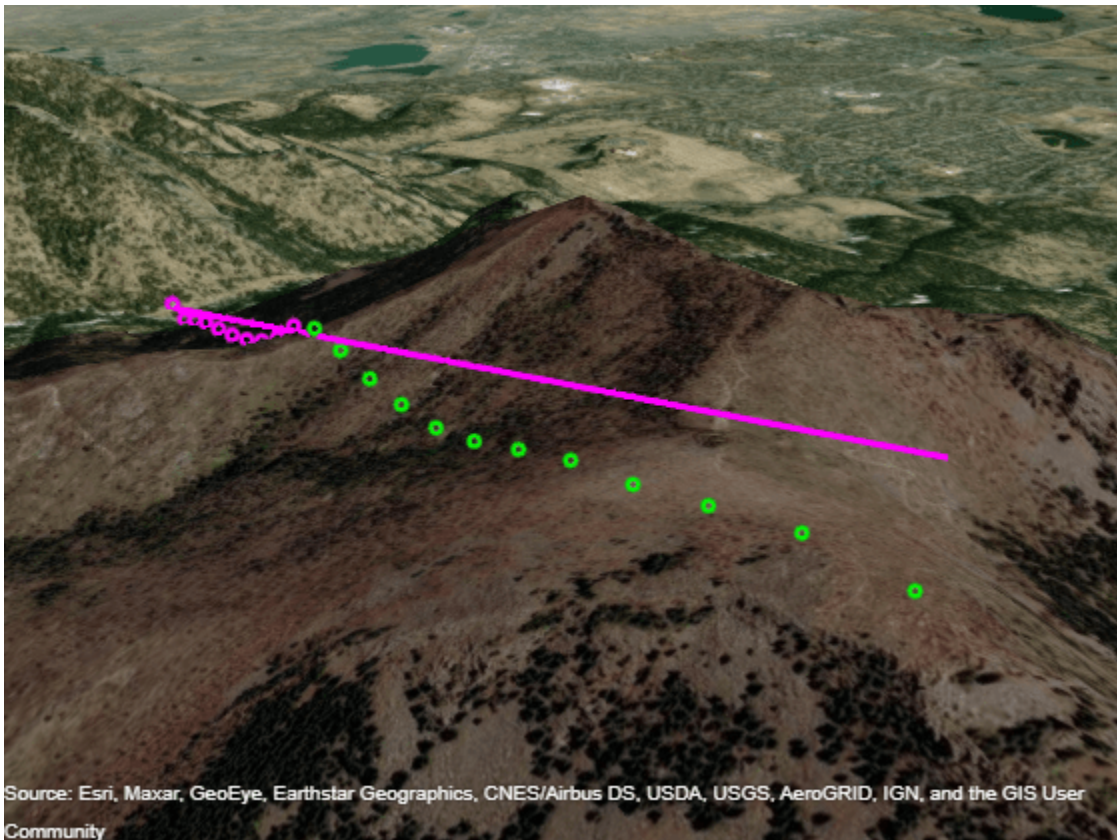 Source: Esri, Maxar, GeoEye, Earthstar Geographics, CNES/Airbus DS, USDA, USGS, AeroGRID, IGN, and the GIS User
Community